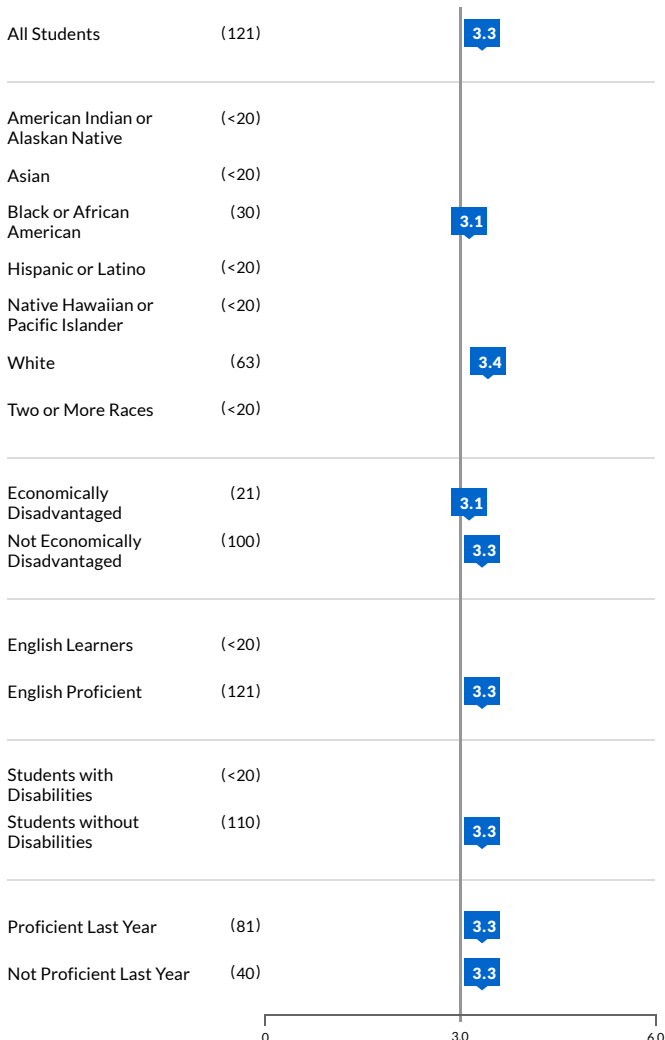 All Students (121) 3.3
American Indian or (<20)
Alaskan Native
Asian (<20)
Black or African (30) 3.1
American
Hispanic or Latino (<20)
Native Hawaiian or (<20)
Pacific Islander
White (63) 3.4
Two or More Races (<20)
Economically (21) 3.1
Disadvantaged
Not Economically (100) 3.3
Disadvantaged
English Learners (<20)
English Proficient (121) 3.3
Students with (<20)
Disabilities
Students without (110) 3.3
Disabilities
Proficient Last Year (81) 3.3
Not Proficient Last Year (40) 3.3
0 3.0 6.0